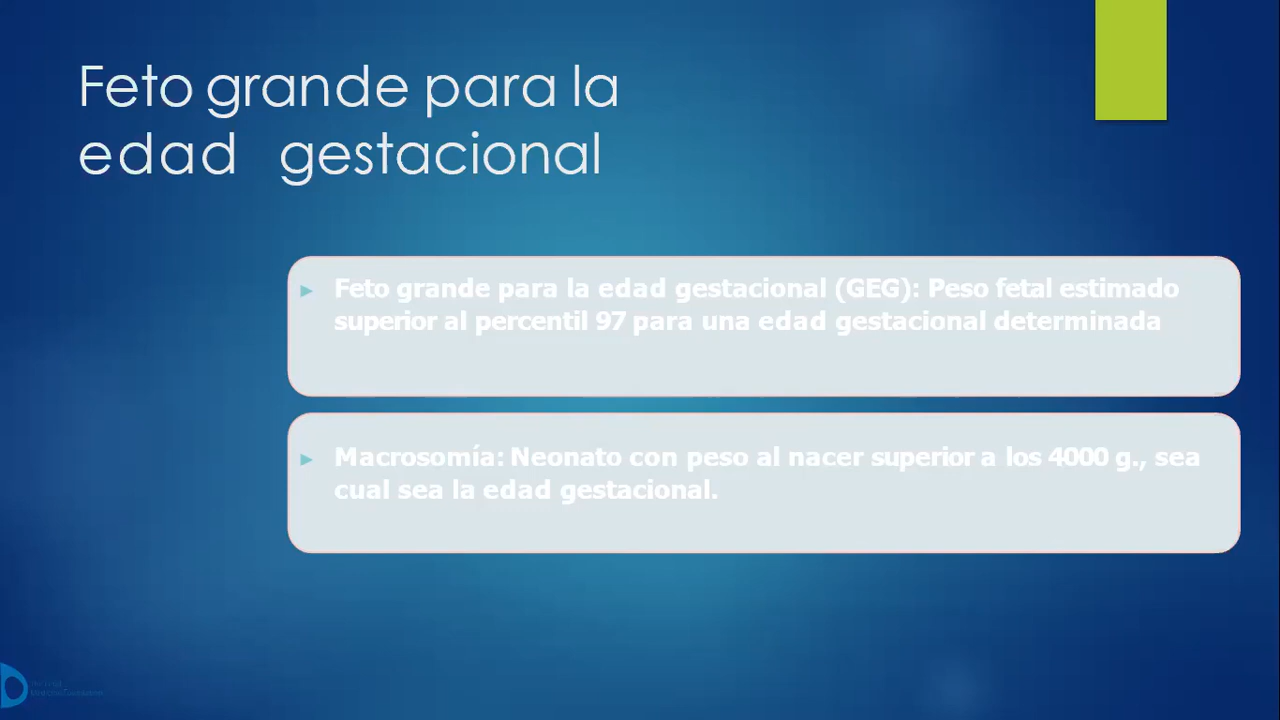 Feto grande para la
edad gestacional
Feto grande para la edad gestacional (GEG): Peso fetal estimado
superior al percentil 97 para una edad gestacional determinada
Macrosomía: Neonato con peso al nacer superior a los 4000 g., sea
cual sea la edad gestacional.